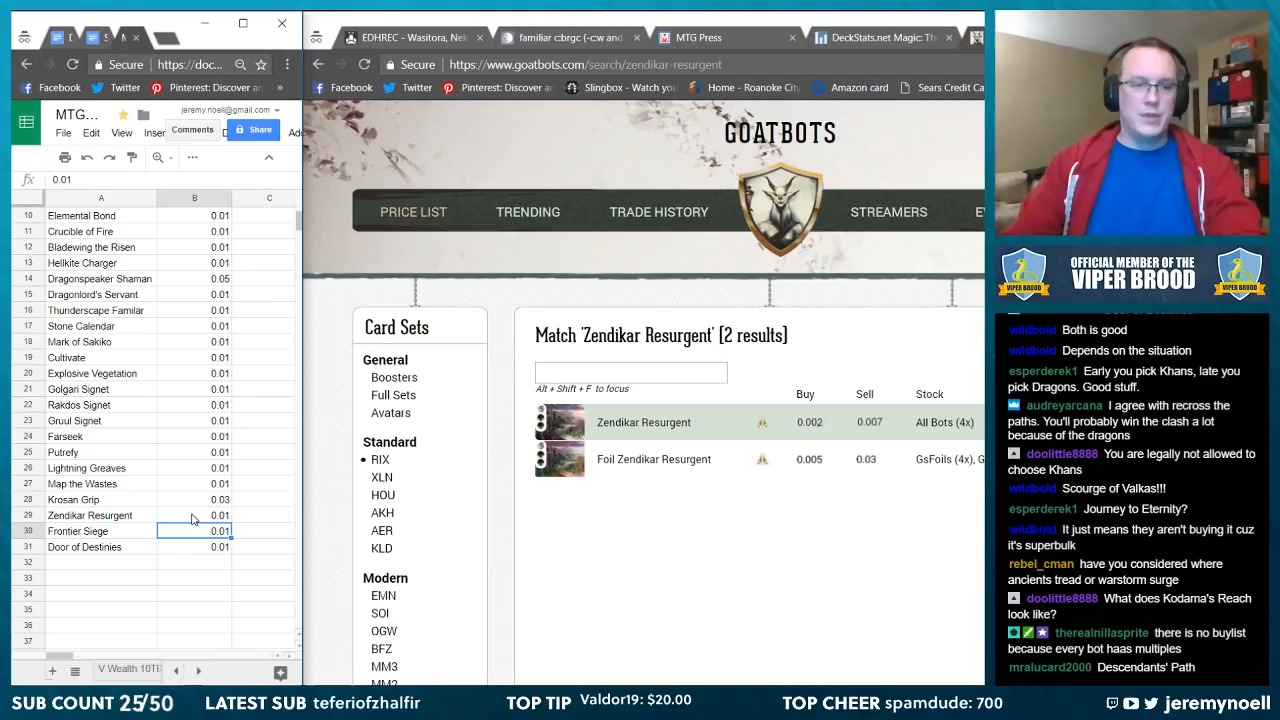 Secure
https://doc...
Facebook
Twitter
Pinterest: Discover an
»
MTG...
jeremy.noell@gmail.com
File
Edit
View
Inser
Comments
Share
fx
0.01
A
B
C
10 Elemental Bond 0.01
11 Crucible of Fire 0.01
12 Bladewing the Risen 0.01
13 Hellkite Charger 0.01
14 Dragonspeaker Shaman 0.05
15 Dragonlord's Servant 0.01
16 Thunderscape Familar 0.01
17 Stone Calendar 0.01
18 Mark of Sakiko 0.01
19 Cultivate 0.01
20 Explosive Vegetation 0.01
21 Golgari Signet 0.01
22 Rakdos Signet 0.01
23 Gruul Signet 0.01
24 Farseek 0.01
25 Putrefy 0.01
26 Lightning Greaves 0.01
27 Map the Wastes 0.01
28 Krosan Grip 0.03
29 Zendikar Resurgent 0.01
30 Frontier Siege 0.01
31 Door of Destinies 0.01
32
33
34
35
36
37
V Wealth 10TI
EDHREC - Wasitora, Nek
familiar c:brgc (-c:w and
MTG Press
DeckStats.net Magic: The
Secure
https://www.goatbots.com/search/zendikar-resurgent
Facebook
Twitter
Pinterest: Discover an
Slingbox - Watch you
Home - Roanoke City
Amazon card
Sears Credit Car
GOATBOTS
PRICE LIST
TRENDING
TRADE HISTORY
STREAMERS
Card Sets
General
Boosters
Full Sets
Avatars
Standard
RIX
XLN
HOU
AKH
AER
KLD
Modern
EMN
SOI
OGW
BFZ
MM3
MM2
Match 'Zendikar Resurgent' (2 results)
Alt + Shift + F to focus
Buy Sell Stock
Zendikar Resurgent 0.002 0.007 All Bots (4x)
Foil Zendikar Resurgent 0.005 0.03 GsFoils (4x), G
OFFICIAL MEMBER OF THE
VIPER BROOD
wildbold Both is good
wildbold Depends on the situation
esperderek1 Early you pick Khans, late you
pick Dragons. Good stuff.
audreyarcana I agree with recross the
paths. You'll probably win the clash a lot
because of the dragons
doolittle8888 You are legally not allowed to
choose Khans
wildbold Scourge of Valkas!!!
esperderek1 Journey to Eternity?
wildbold It just means they aren't buying it cuz
it's superbulk
rebel_cman have you considered where
ancients tread or warstorm surge
doolittle8888 What does Kodama's Reach
look like?
therealnillasprite there is no buylist
because every bot haas multiples
mralucard2000 Descendants' Path
SUB COUNT 25/50
LATEST SUB teferiofzhalfir
TOP TIP Valdor19: $20.00
TOP CHEER spamdude: 700
jeremynoell